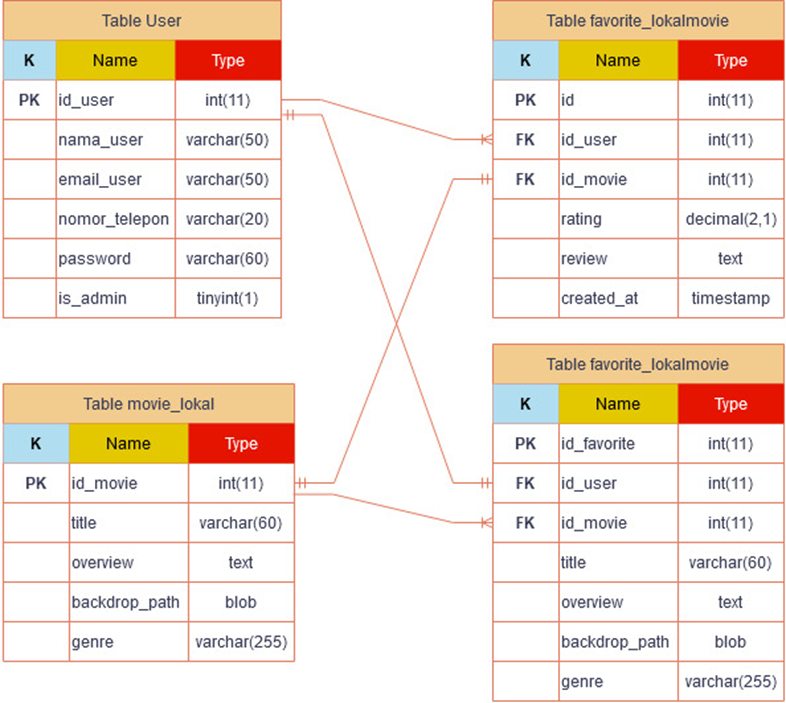 Table User
K Name Type
PK id_user int(11)
nama_user varchar(50)
email_user varchar(50)
nomor_telepon varchar(20)
password varchar(60)
is_admin tinyint(1)
Table favorite_lokalmovie
K Name Type
PK id int(11)
FK id_user int(11)
FK id_movie int(11)
rating decimal(2,1)
review text
created_at timestamp
Table movie_lokal
K Name Type
PK id_movie int(11)
title varchar(60)
overview text
backdrop_path blob
genre varchar(255)
Table favorite_lokalmovie
K Name Type
PK id_favorite int(11)
FK id_user int(11)
FK id_movie int(11)
title varchar(60)
overview text
backdrop_path blob
genre varchar(255)